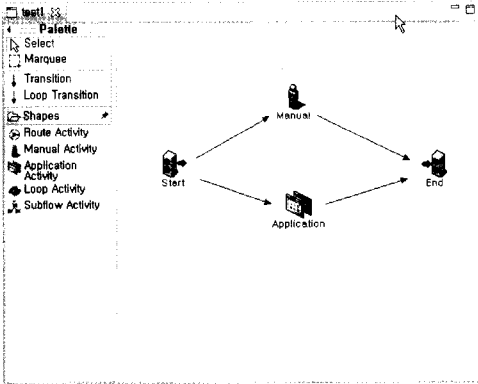 test1
Palette
Select
Marquee
Transition
Loop Transition
Shapes
Route Activity
Manual Activity
Application
Activity
Loop Activity
Subflow Activity
Manual
Start
End
Application